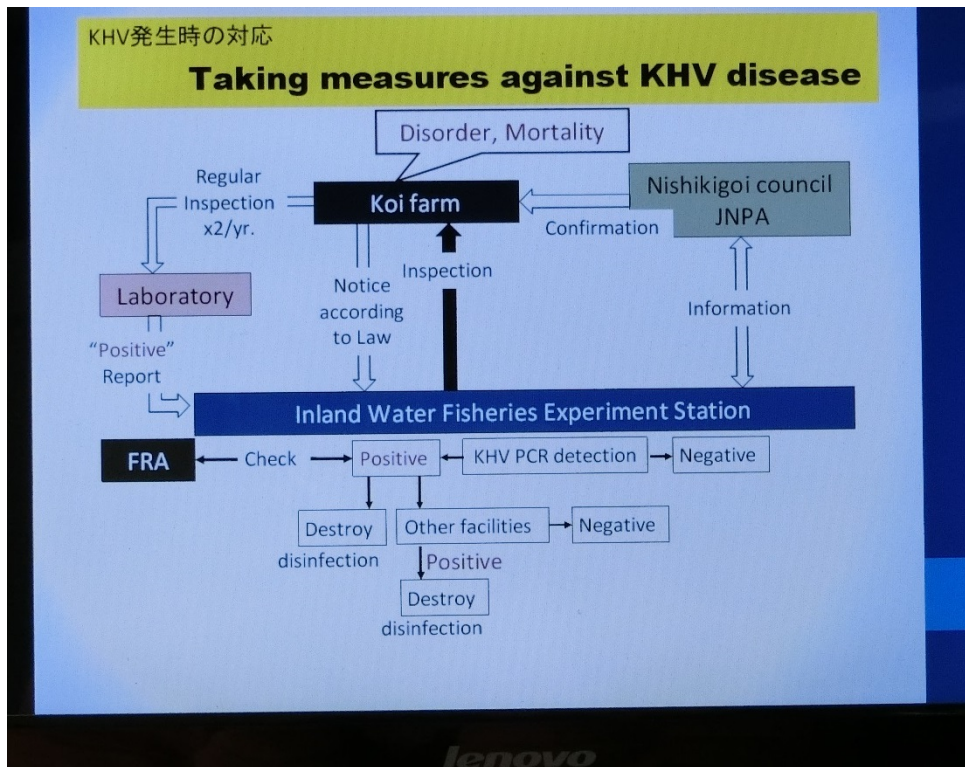 KHV発生時の対応
Taking measures against KHV disease
Disorder, Mortality
Regular
Inspection
x2/yr.
Koi farm
Nishikigoi council
JNPA
Confirmation
Inspection
Laboratory
Notice
according
to Law
Information
"Positive"
Report
Inland Water Fisheries Experiment Station
FRA
Check
Positive
KHV PCR detection
Negative
Destroy
disinfection
Other facilities
Negative
Positive
Destroy
disinfection
lenovo